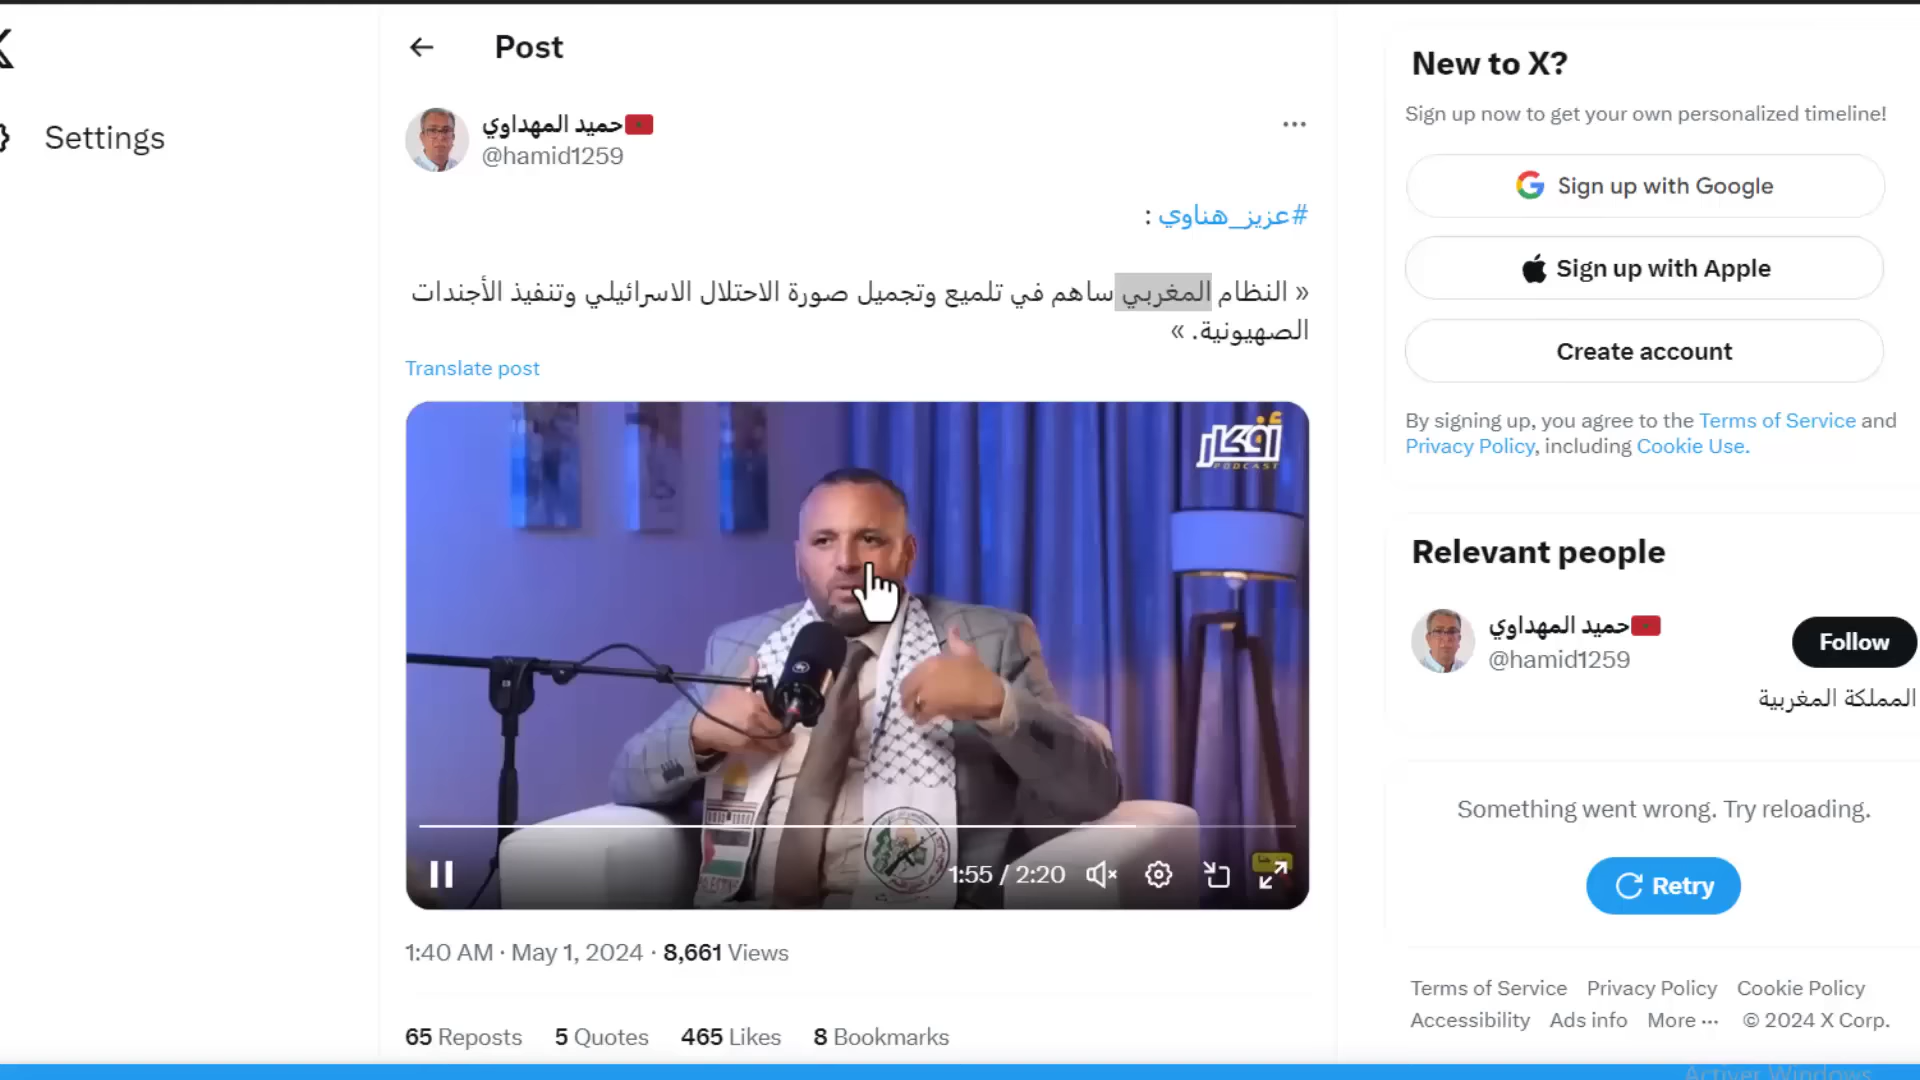 Post
Settings
حميد المهداوي
@hamid1259
#عزيز_هناوي :
« النظام المغربي ساهم في تلميع وتجميل صورة الاحتلال الاسرائيلي وتنفيذ الأجندات
الصهيونية. »
Translate post
أفكار
PODCAST
1:55 / 2:20
1:40 AM · May 1, 2024 · 8,661 Views
65 Reposts 5 Quotes 465 Likes 8 Bookmarks
New to X?
Sign up now to get your own personalized timeline!
Sign up with Google
Sign up with Apple
Create account
By signing up, you agree to the Terms of Service and
Privacy Policy, including Cookie Use.
Relevant people
حميد المهداوي
@hamid1259
Follow
المملكة المغربية
Something went wrong. Try reloading.
Retry
Terms of Service Privacy Policy Cookie Policy
Accessibility Ads info More ··· © 2024 X Corp.
Activer Windows